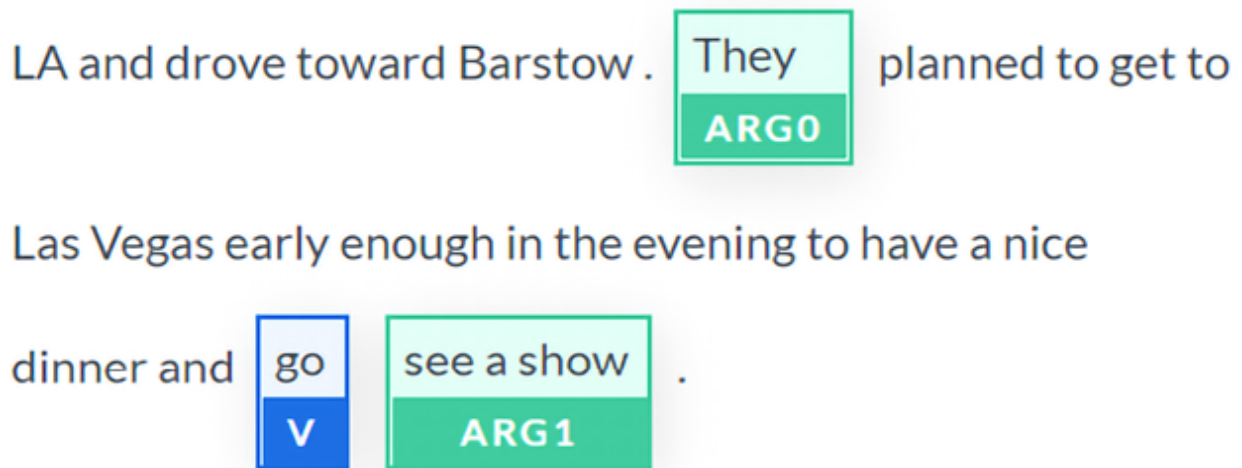 LA and drove toward Barstow . They planned to get to
ARG0
Las Vegas early enough in the evening to have a nice
dinner and go see a show .
V ARG1